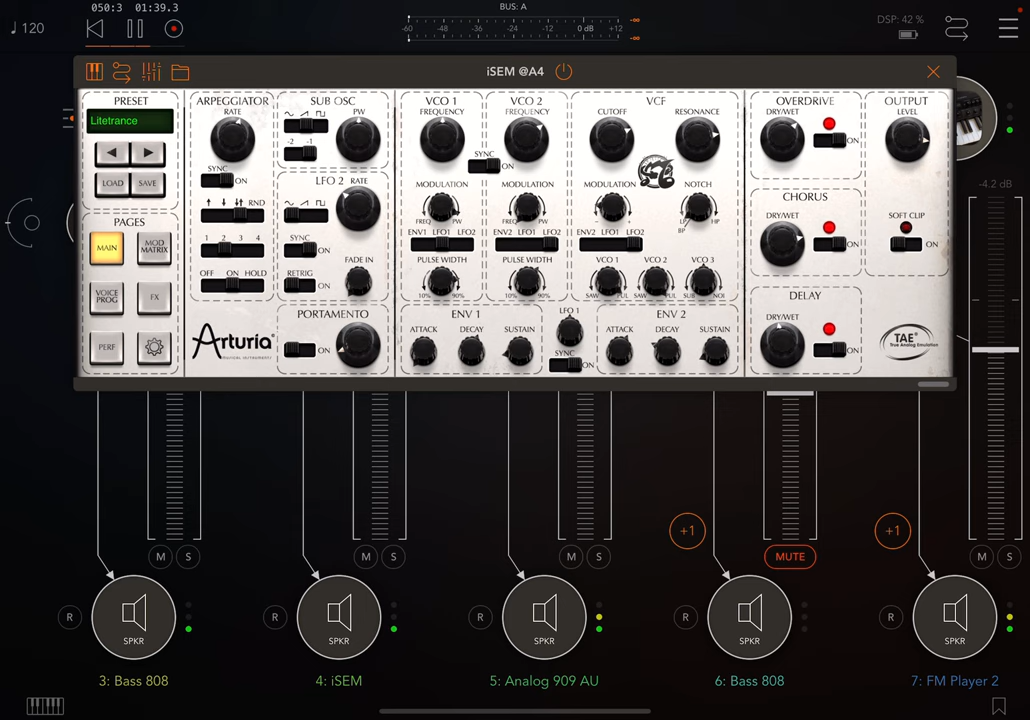 050:3 01:39.3
♩ 120
BUS: A
-60 -48 -36 -24 -12 0 dB +12
-∞
-∞
DSP: 42 %
iSEM @A4
PRESET
Litetrance
LOAD SAVE
PAGES
MAIN
MOD MATRIX
VOICE PROG
FX
PERF
ARPEGGIATOR
RATE
SYNC
ON
RND
1 2 3 4
OFF ON HOLD
Arturia
SUB OSC
PW
-2 -1
LFO 2
RATE
SYNC
ON
FADE IN
RETRIG
ON
PORTAMENTO
ON
VCO 1
FREQUENCY
MODULATION
FREQ PW
ENV1 LFO1 LFO2
PULSE WIDTH
10% 90%
SYNC
ON
VCO 2
FREQUENCY
MODULATION
FREQ PW
ENV2 LFO1 LFO2
PULSE WIDTH
10% 90%
VCF
CUTOFF
RESONANCE
MODULATION
NOTCH
LP HP
BP
ENV2 LFO1 LFO2
VCO 1 VCO 2 VCO 3
SAW PUL SAW PUL SUB NOI
ENV 1
ATTACK DECAY SUSTAIN
LFO 1
SYNC
ON
ENV 2
ATTACK DECAY SUSTAIN
OVERDRIVE
DRY/WET
ON
CHORUS
DRY/WET
ON
DELAY
DRY/WET
ON
OUTPUT
LEVEL
SOFT CLIP
ON
TAE®
True Analog Emulation
-4.2 dB
+1
+1
M S M S M S MUTE M S
R R R R R
SPKR SPKR SPKR SPKR SPKR
3: Bass 808
4: iSEM
5: Analog 909 AU
6: Bass 808
7: FM Player 2